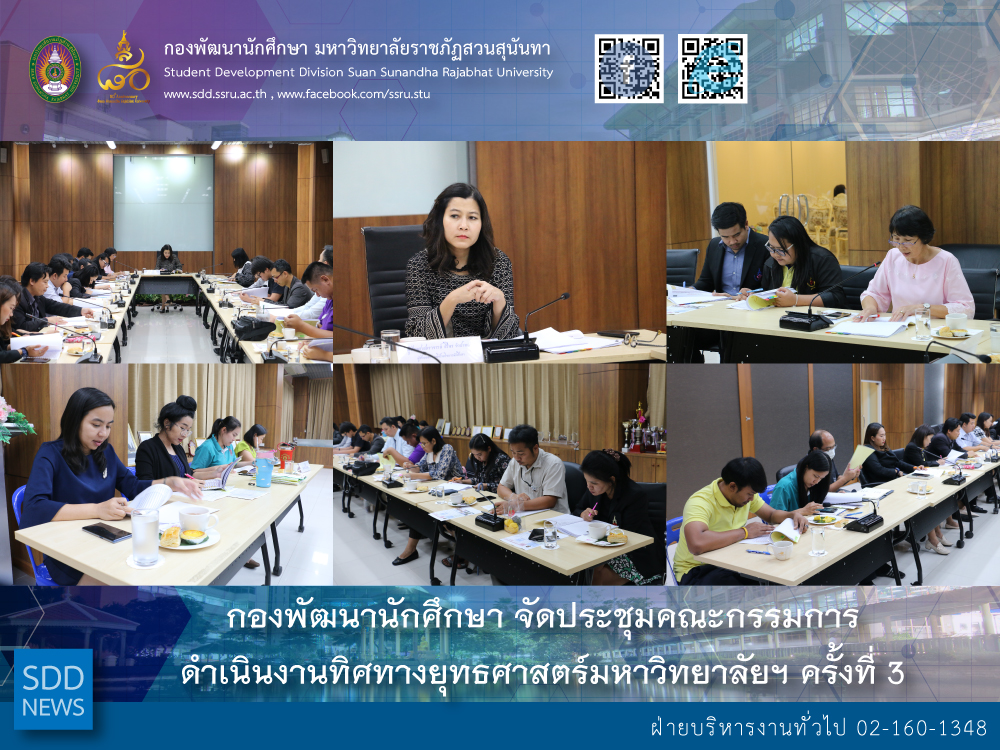 กองพัฒนานักศึกษา มหาวิทยาลัยราชภัฏสวนสุนันทา
Student Development Division Suan Sunandha Rajabhat University
www.sdd.ssru.ac.th , www.facebook.com/ssru.stu
กองพัฒนานักศึกษา จัดประชุมคณะกรรมการ
ดำเนินงานทิศทางยุทธศาสตร์มหาวิทยาลัยฯ ครั้งที่ 3
SDD
NEWS
ฝ่ายบริหารงานทั่วไป 02-160-1348